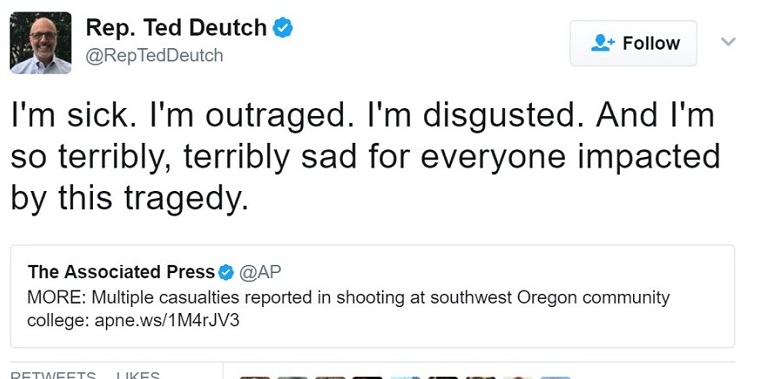 Rep. Ted Deutch
@RepTedDeutch
Follow
I'm sick. I'm outraged. I'm disgusted. And I'm
so terribly, terribly sad for everyone impacted
by this tragedy.
The Associated Press @AP
MORE: Multiple casualties reported in shooting at southwest Oregon community
college: apne.ws/1M4rJV3
RETWEETS LIKES